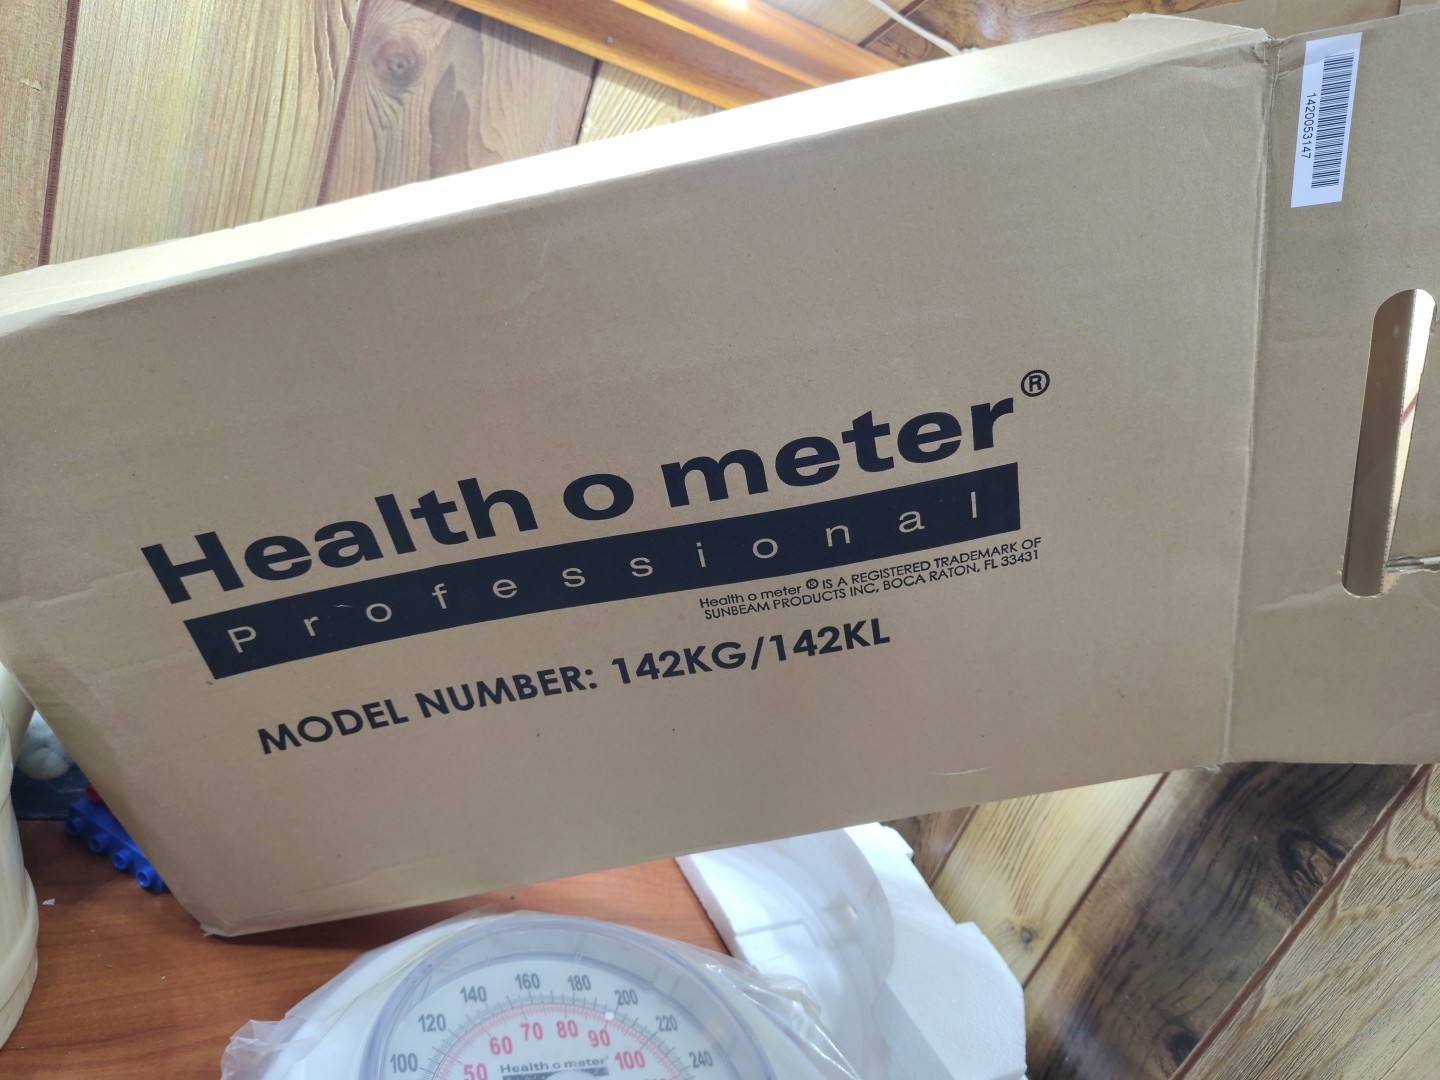 1420053147
Health o meter®
Professional
Health o meter ® IS A REGISTERED TRADEMARK OF
SUNBEAM PRODUCTS INC, BOCA RATON, FL 33431
MODEL NUMBER: 142KG/142KL
100 120 140 160 180 200 220 240
50 60 70 80 90 100
Health o meter®